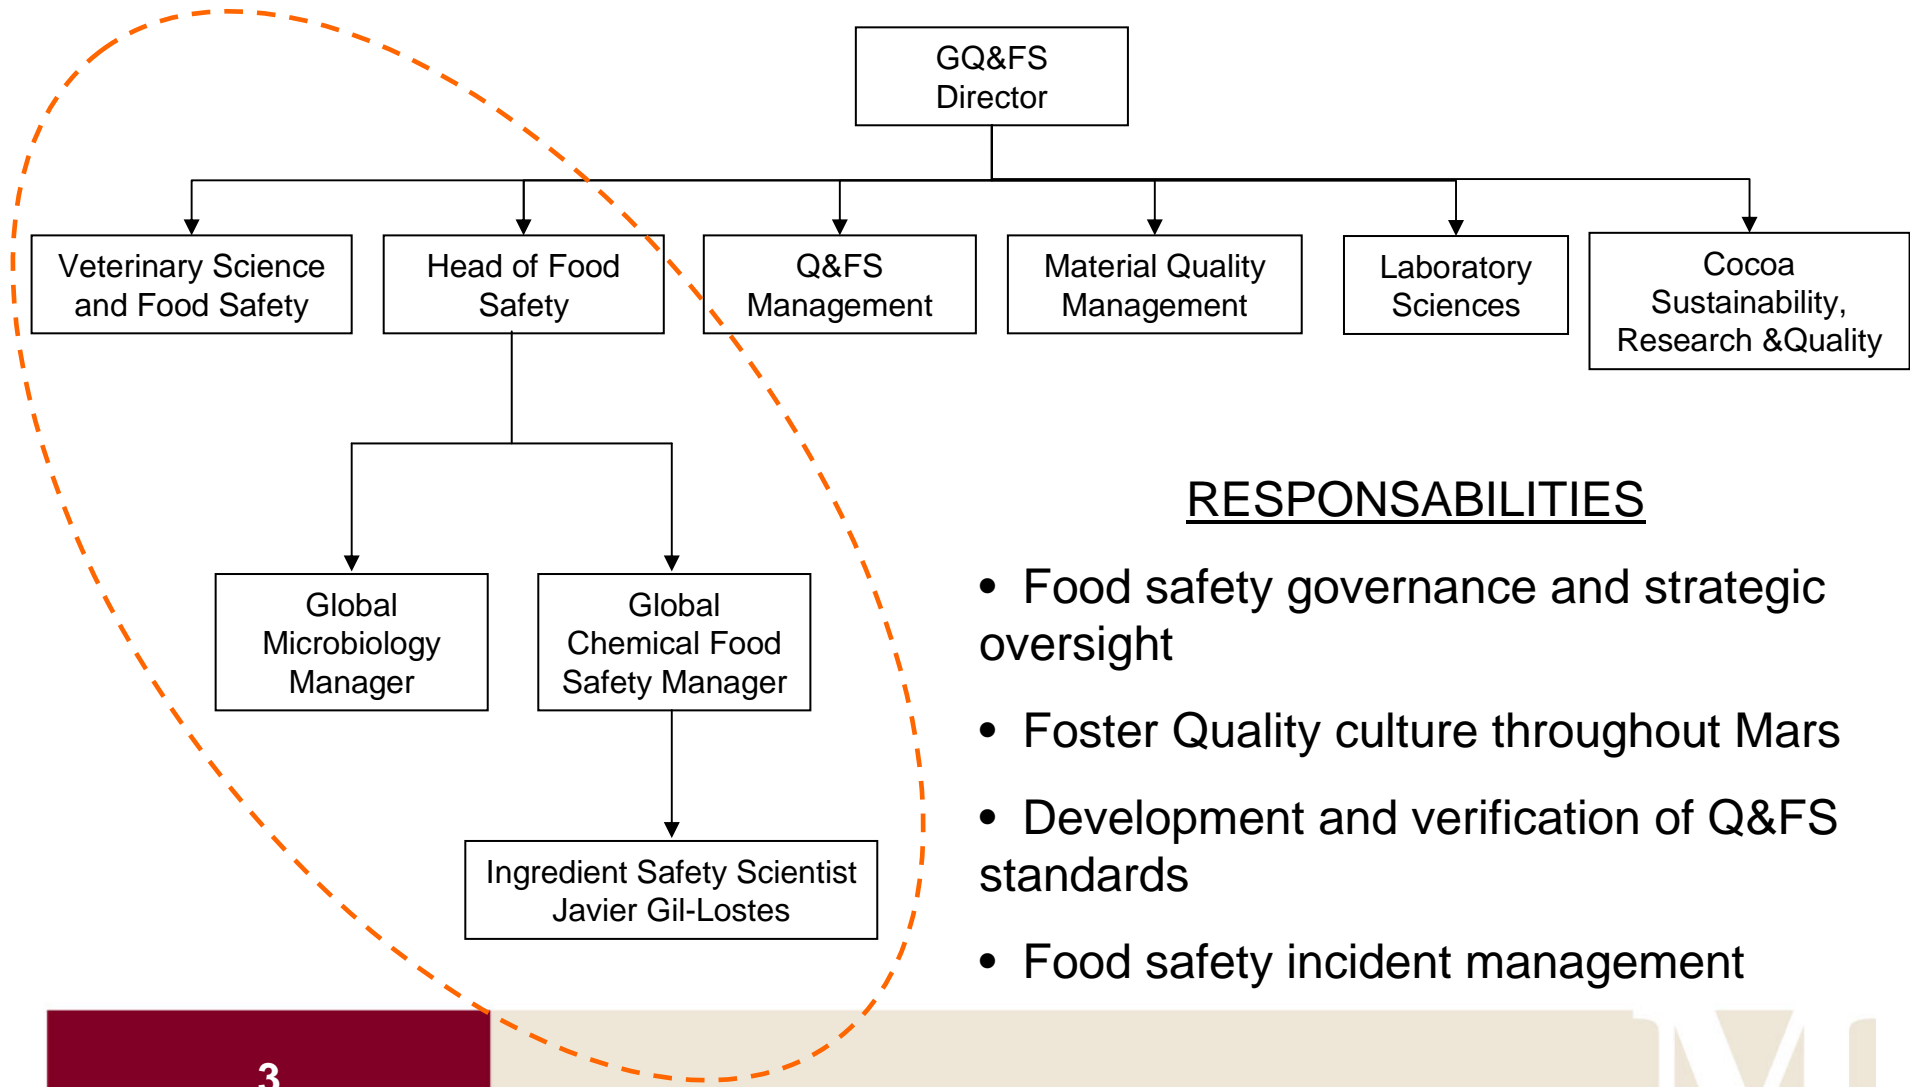 GQ&FS
Director
Veterinary Science
and Food Safety
Head of Food
Safety
Q&FS
Management
Material Quality
Management
Laboratory
Sciences
Cocoa
Sustainability,
Research &Quality
Global
Microbiology
Manager
Global
Chemical Food
Safety Manager
Ingredient Safety Scientist
Javier Gil-Lostes
RESPONSABILITIES
• Food safety governance and strategic
oversight
• Foster Quality culture throughout Mars
• Development and verification of Q&FS
standards
• Food safety incident management
3